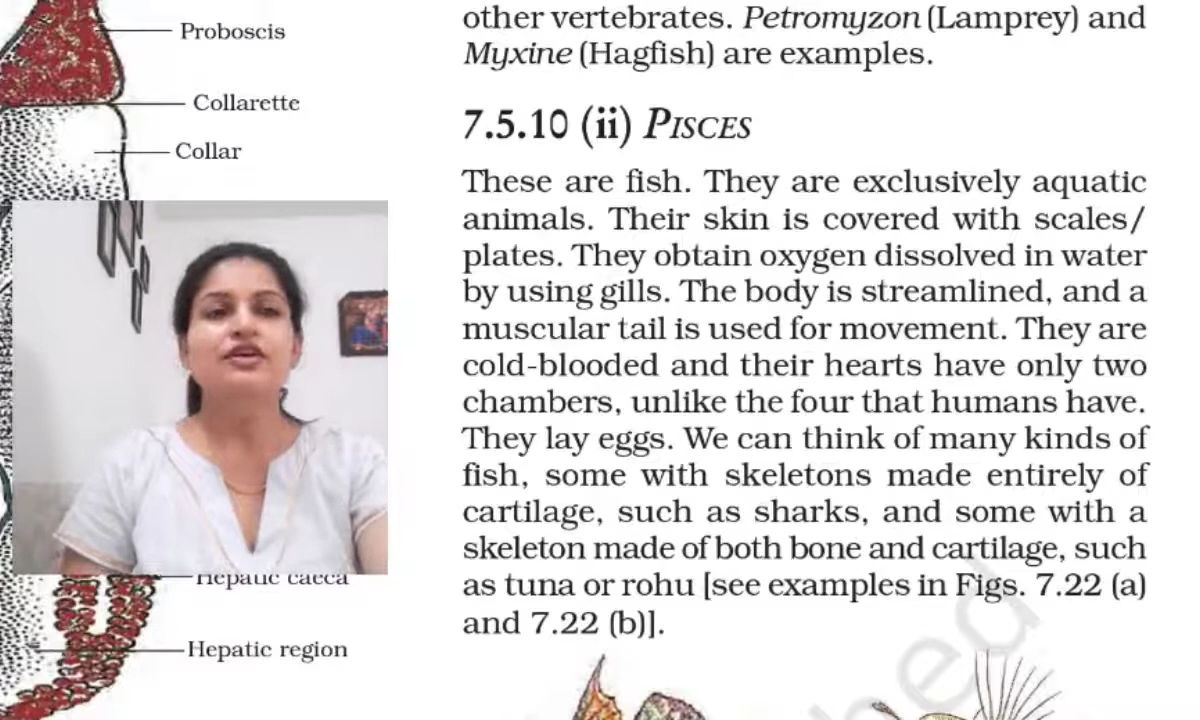 Proboscis
Collarette
Collar
Hepatic caeca
Hepatic region
other vertebrates. Petromyzon (Lamprey) and
Myxine (Hagfish) are examples.
7.5.10 (ii) PISCES
These are fish. They are exclusively aquatic
animals. Their skin is covered with scales/
plates. They obtain oxygen dissolved in water
by using gills. The body is streamlined, and a
muscular tail is used for movement. They are
cold-blooded and their hearts have only two
chambers, unlike the four that humans have.
They lay eggs. We can think of many kinds of
fish, some with skeletons made entirely of
cartilage, such as sharks, and some with a
skeleton made of both bone and cartilage, such
as tuna or rohu [see examples in Figs. 7.22 (a)
and 7.22 (b)].